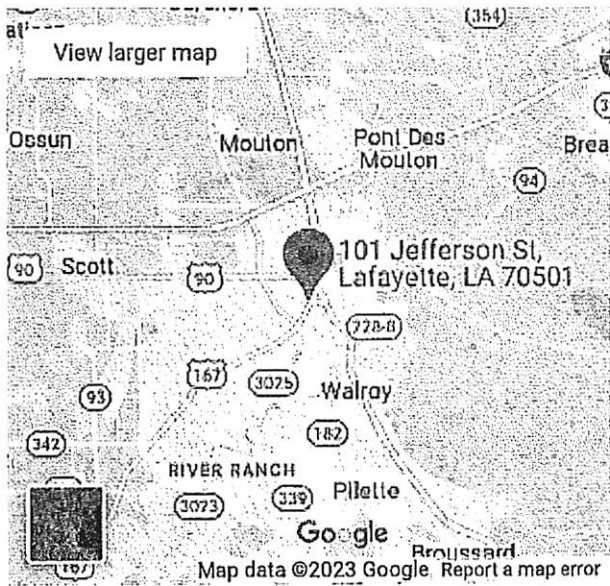 354
View larger map
Ossun
Mouton
Pont Des
Mouton
Brea
94
90
Scott
90
101 Jefferson St,
Lafayette, LA 70501
728-8
167
3025
Walroy
93
182
342
RIVER RANCH
Pilette
3073
339
Google
Broussard
167
Map data ©2023 Google
Report a map error